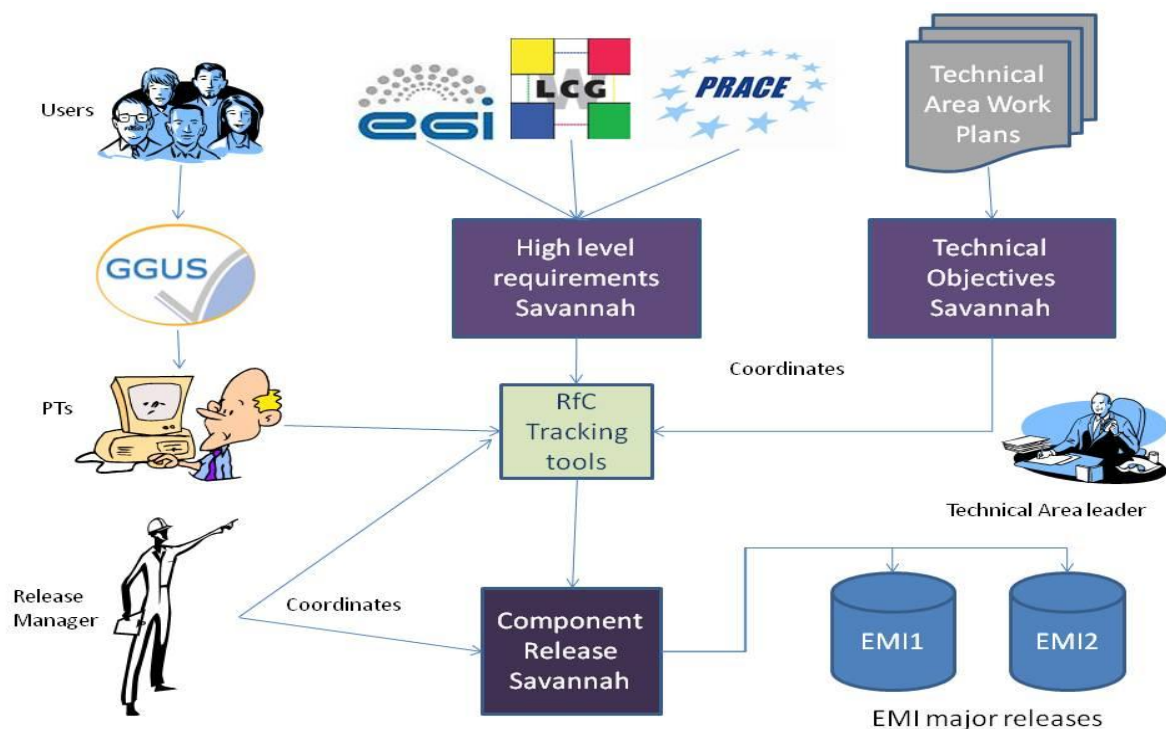 Users
egi
LCG
W
PRACE
Technical
Area Work
Plans
GGUS
High level
requirements
Savannah
Technical
Objectives
Savannah
Coordinates
PTs
RfC
Tracking
tools
Technical Area leader
Release
Manager
Coordinates
Component
Release
Savannah
EMI1
EMI2
EMI major releases